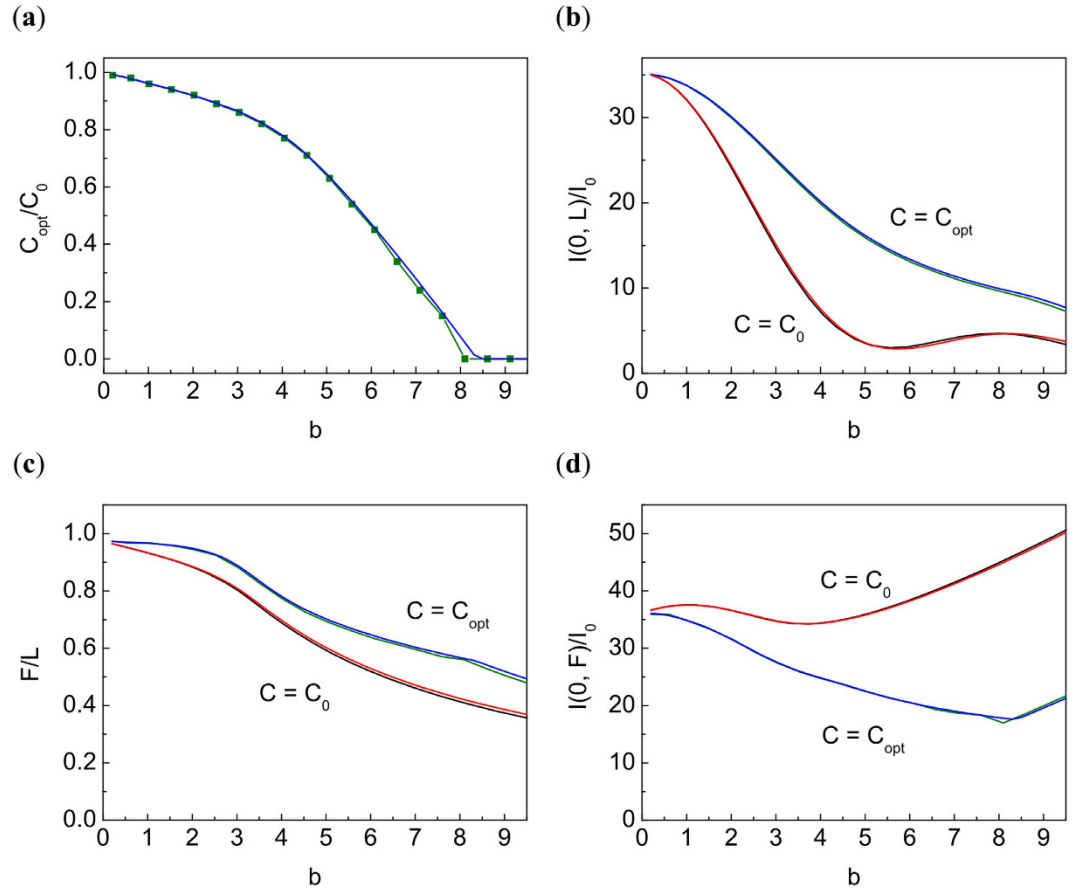 (a)
C_opt/C_0
1.0
0.8
0.6
0.4
0.2
0.0
0 1 2 3 4 5 6 7 8 9
b
(b)
I(0, L)/I_0
30
20
10
0
C = C_opt
C = C_0
0 1 2 3 4 5 6 7 8 9
b
(c)
F/L
1.0
0.8
0.6
0.4
0.2
0.0
C = C_opt
C = C_0
0 1 2 3 4 5 6 7 8 9
b
(d)
I(0, F)/I_0
50
40
30
20
10
0
C = C_0
C = C_opt
0 1 2 3 4 5 6 7 8 9
b